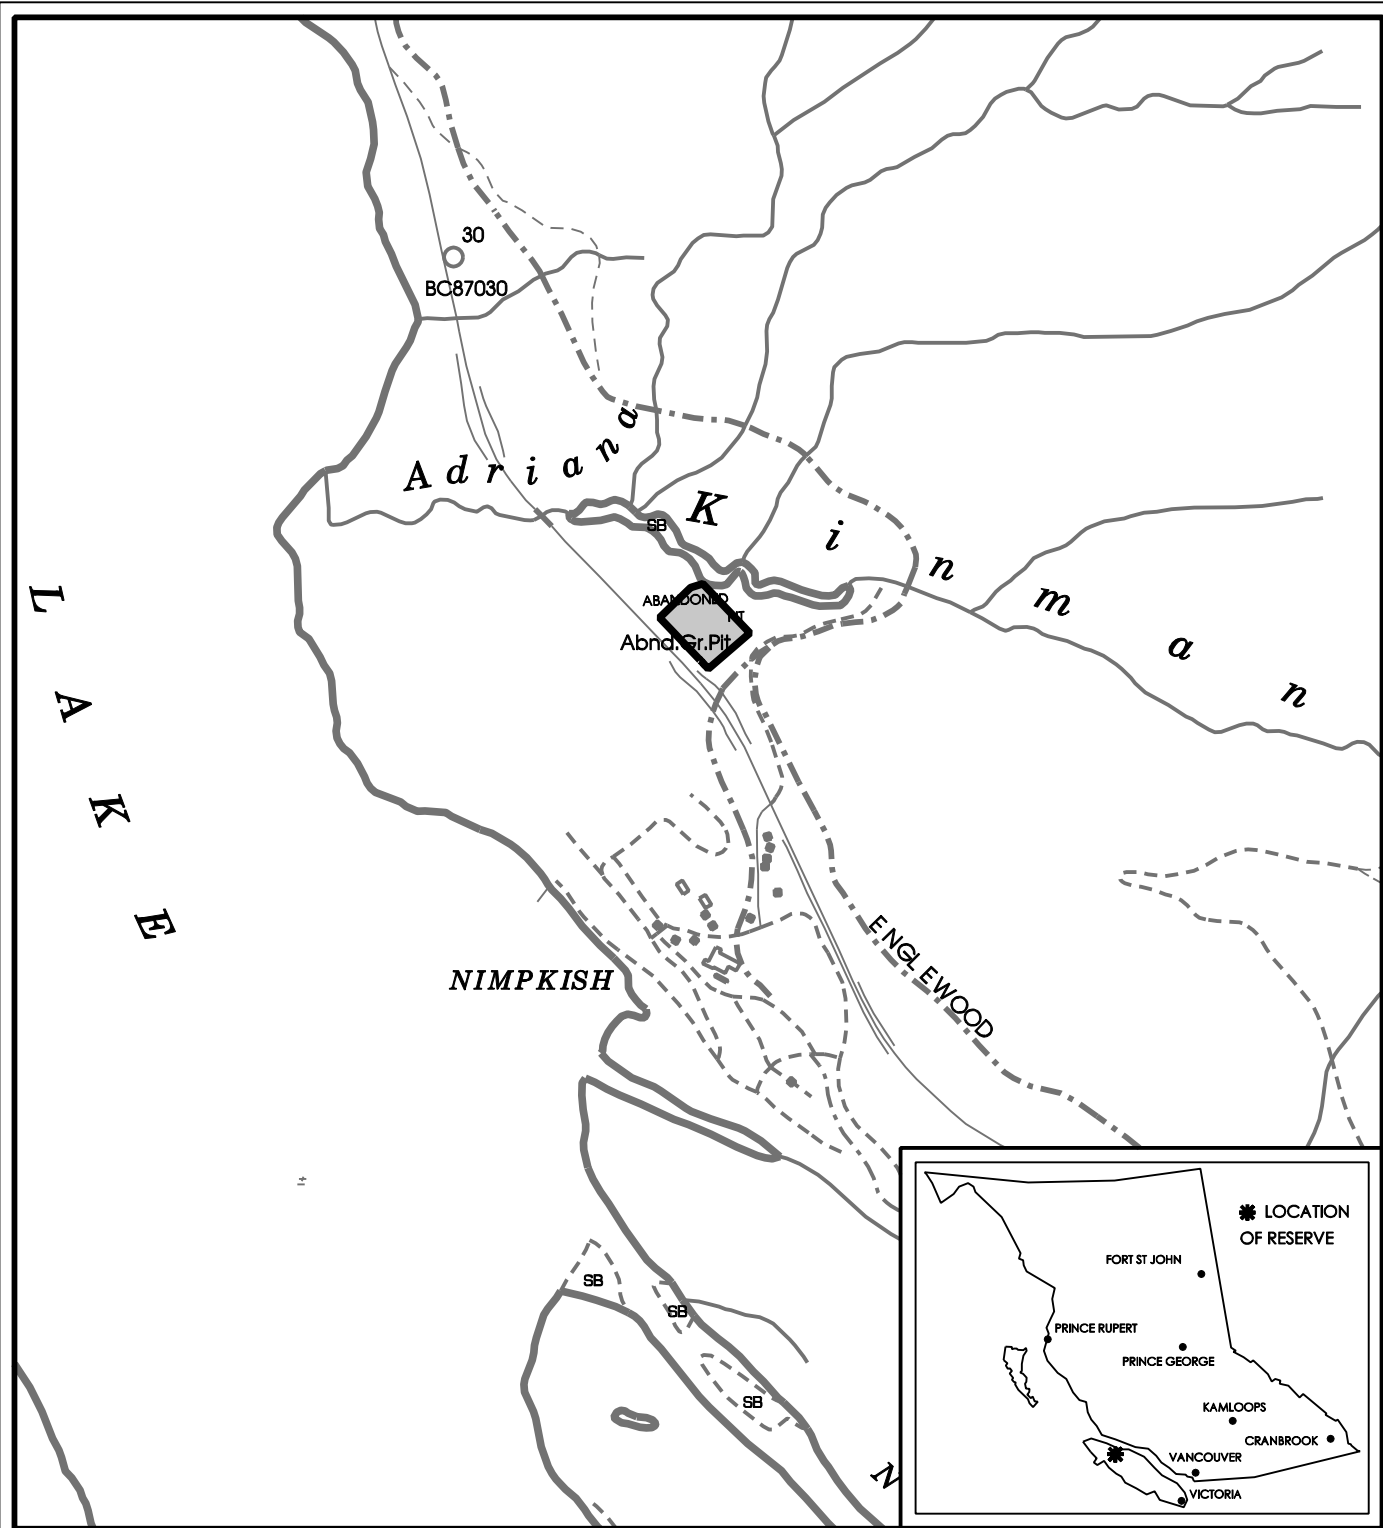 30
BC87030
Adriana
Kinman
SB
ABANDONED
PIT
Abnd.Gr.Pit
LAKE
ENGLEWOOD
NIMPKISH
SB
SB
SB
N
LOCATION
OF RESERVE
FORT ST JOHN
PRINCE RUPERT
PRINCE GEORGE
KAMLOOPS
CRANBROOK
VANCOUVER
VICTORIA